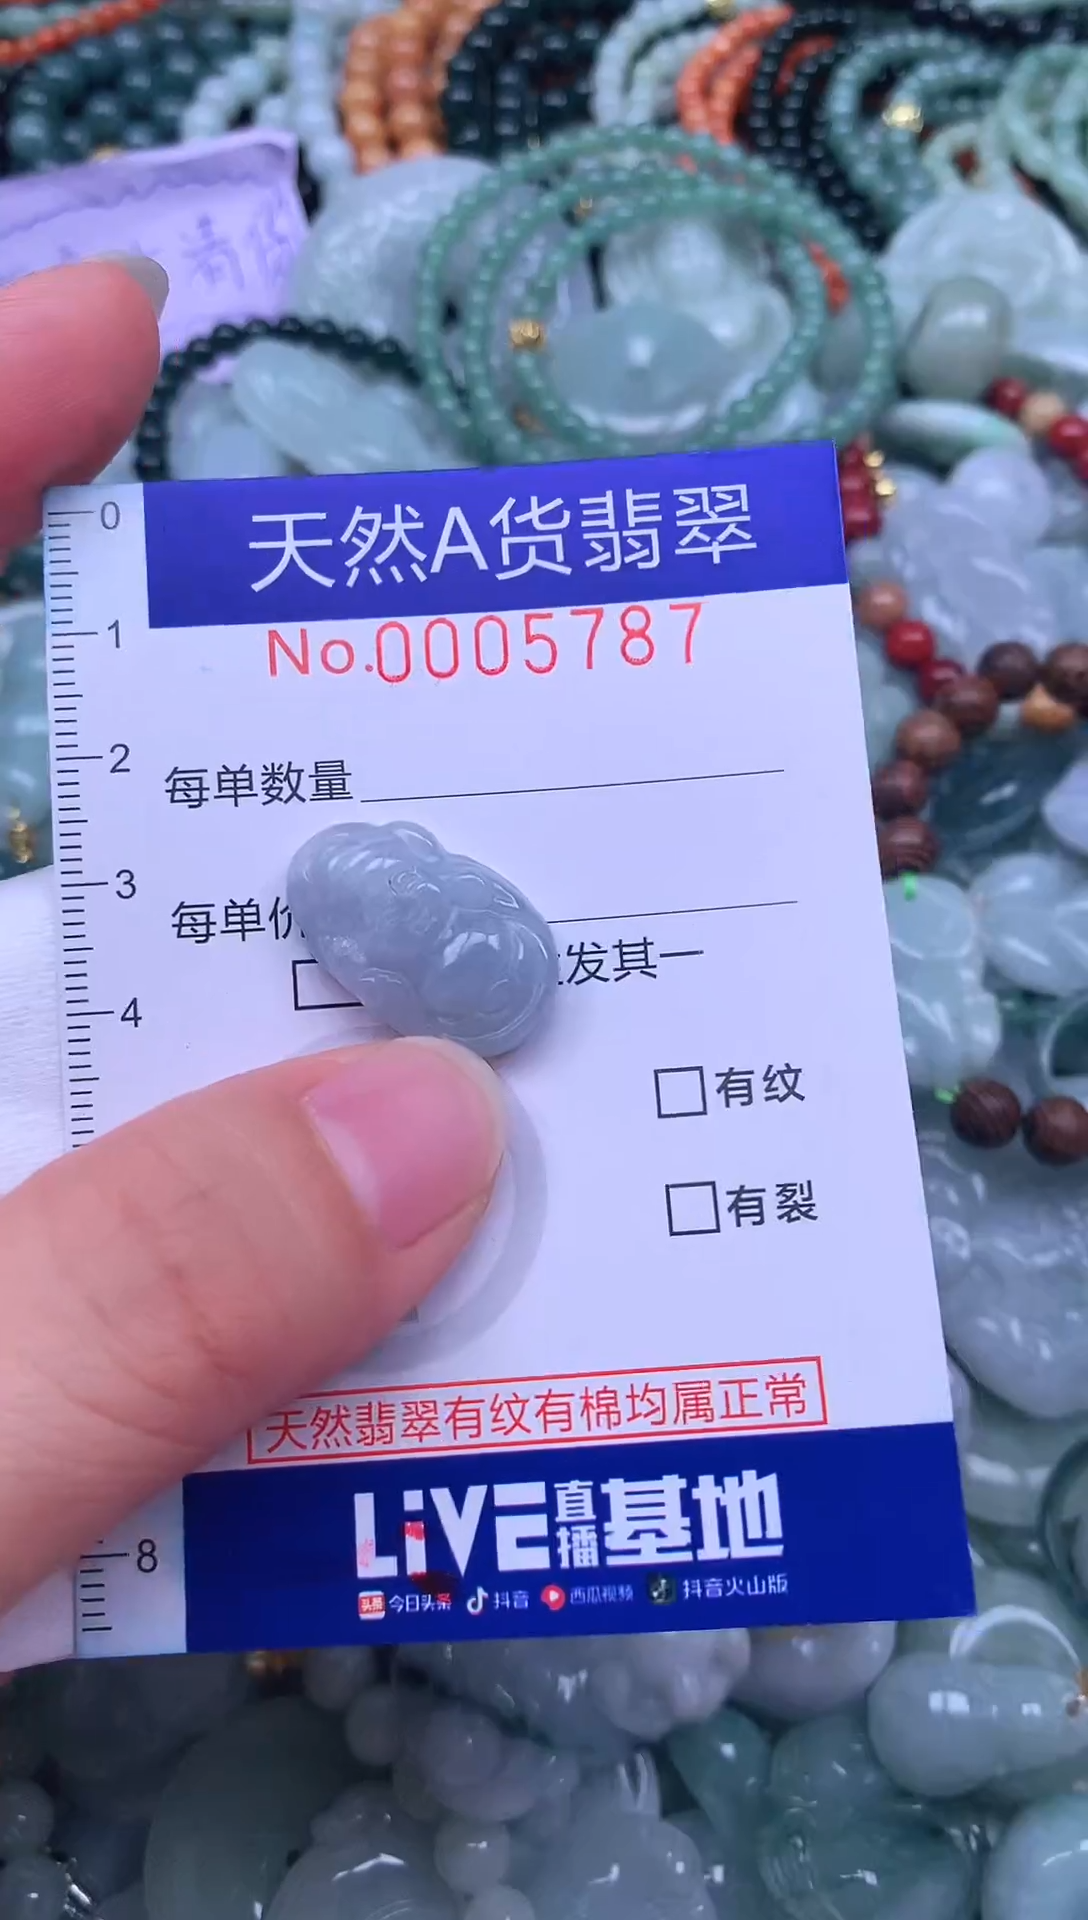 0
天然A货翡翠
1
No.0005787
2
每单数量
3
每单价
发其一
4
有纹
有裂
天然翡翠有纹有棉均属正常
8
LiVE直播基地
头条 今日头条 抖音 西瓜视频 抖音火山版